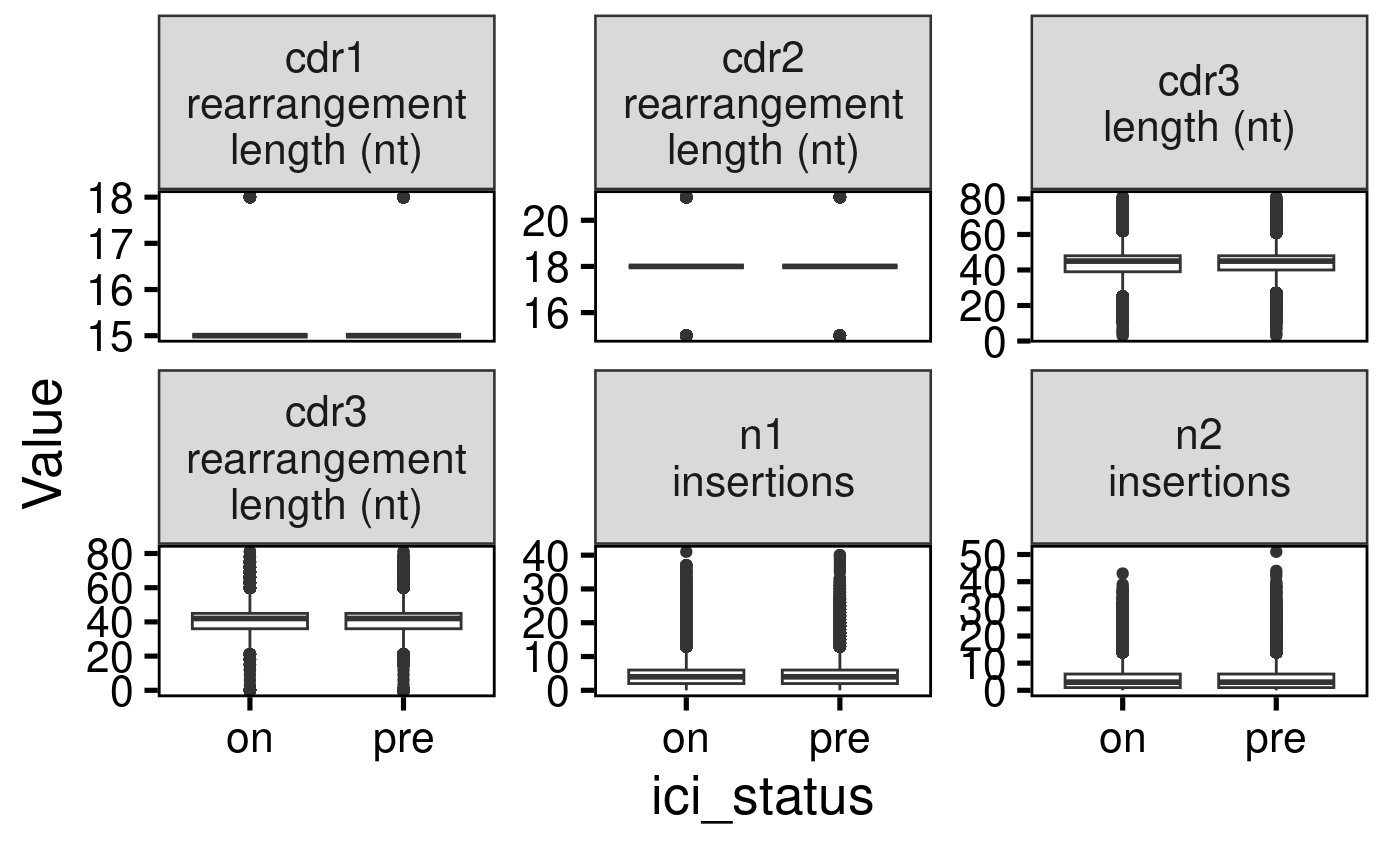 cdr1
rearrangement
length (nt)
cdr2
rearrangement
length (nt)
cdr3
length (nt)
18
17
16
15
20
18
16
80
60
40
20
0
Value
cdr3
rearrangement
length (nt)
n1
insertions
n2
insertions
80
60
40
20
0
40
30
20
10
0
50
40
30
20
10
0
on
pre
on
pre
on
pre
ici_status